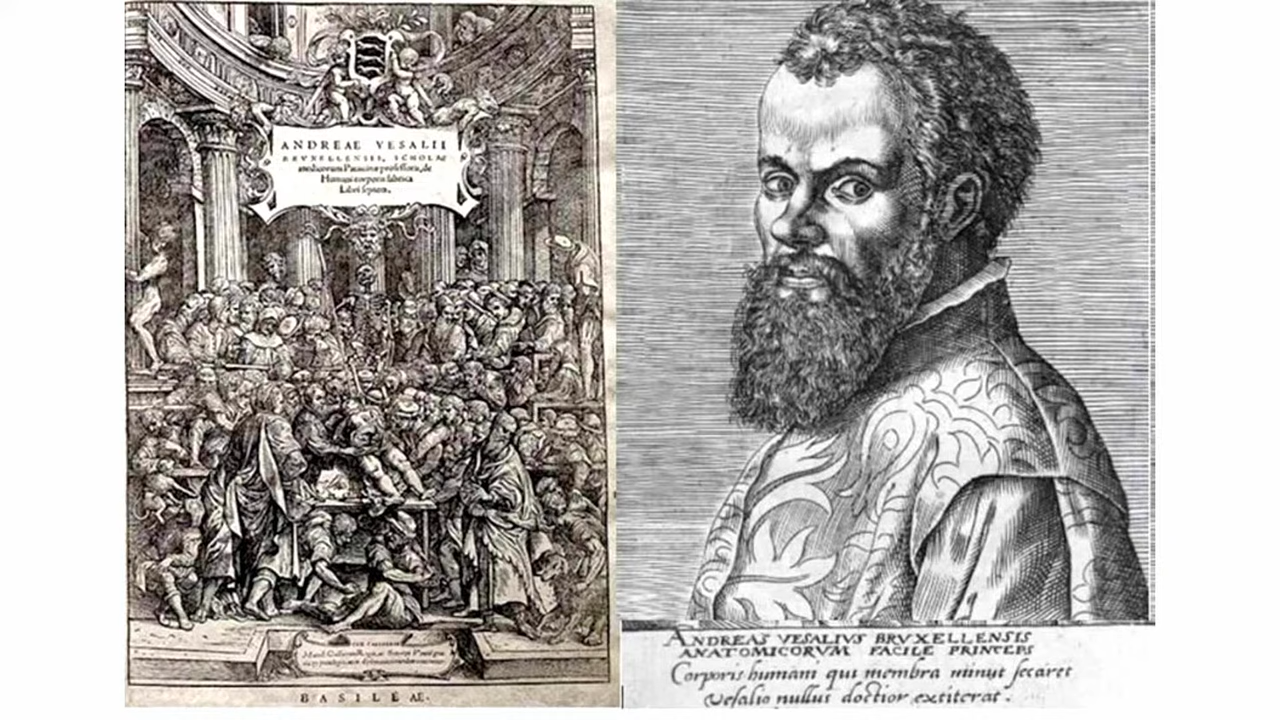 ANDREAE VESALII
BRVXELLENSIS, SCHOLAE
medicorum Patauinæ professoris, de
Humani corporis fabrica
Libri septem.
BASILEAE.
ANDREAS VESALIVS BRVXELLENSIS
ANATOMICORVM FACILE PRINCEPS
Corporis humani qui membra minut secaret
Vesalio nullus doctior extiterat.